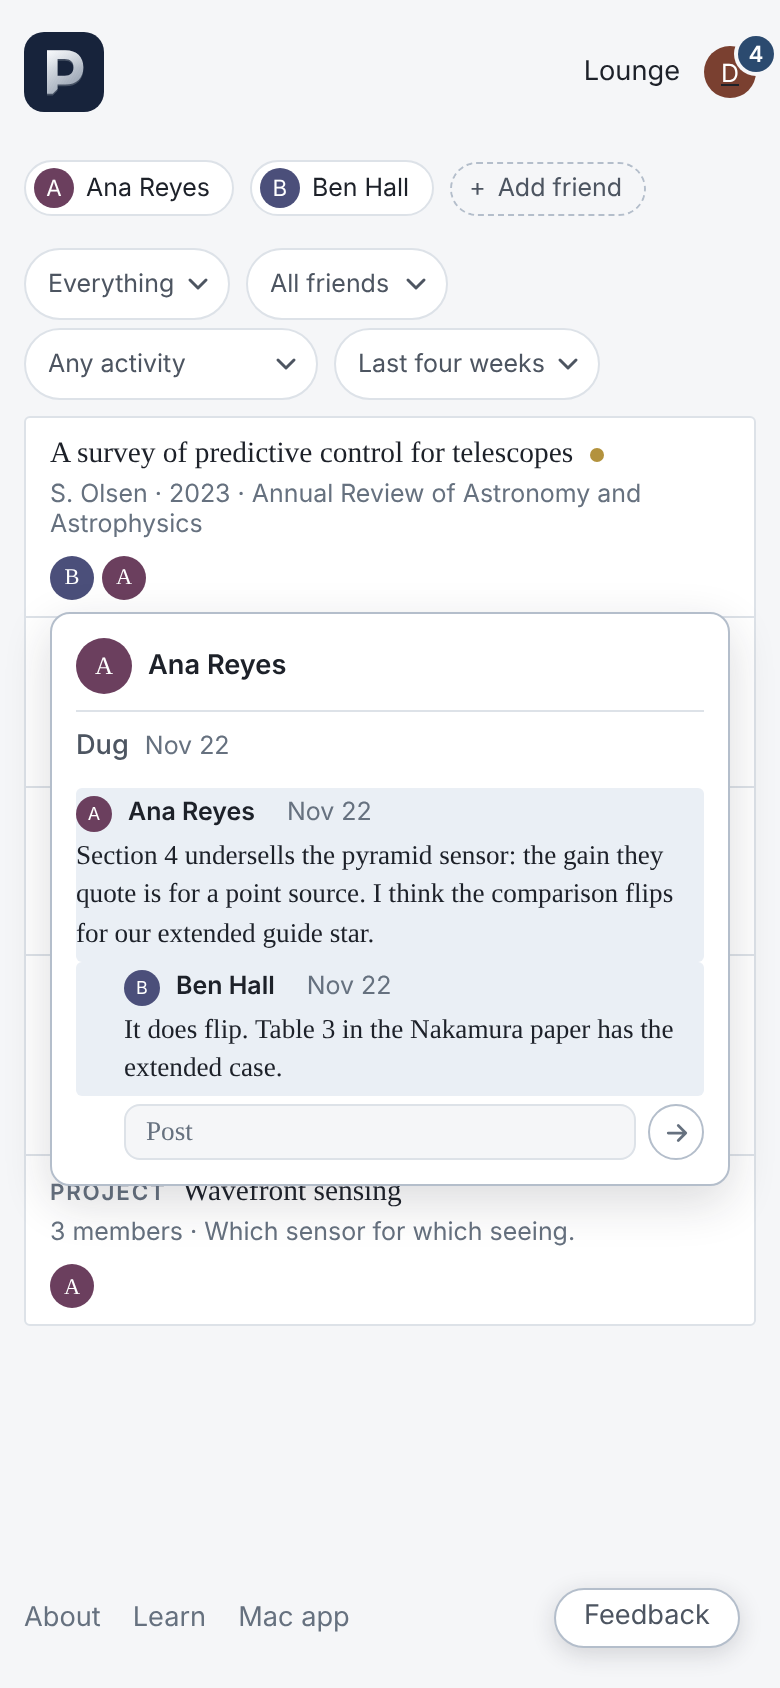 P
Lounge
D
4
A Ana Reyes
B Ben Hall
+ Add friend
Everything
All friends
Any activity
Last four weeks
A survey of predictive control for telescopes
S. Olsen · 2023 · Annual Review of Astronomy and
Astrophysics
B A
A Ana Reyes
Dug Nov 22
A Ana Reyes Nov 22
Section 4 undersells the pyramid sensor: the gain they
quote is for a point source. I think the comparison flips
for our extended guide star.
B Ben Hall Nov 22
It does flip. Table 3 in the Nakamura paper has the
extended case.
Post
PROJECT Wavefront sensing
3 members · Which sensor for which seeing.
A
About
Learn
Mac app
Feedback